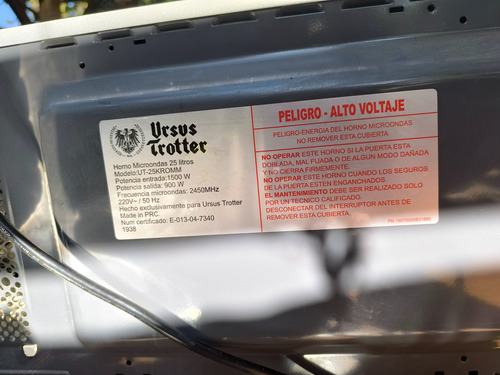 Ursus
Trotter
Horno Microondas 25 litros
Modelo:UT-25KROMM
Potencia entrada:1500 W
Potencia salida: 900 W
Frecuencia microondas: 2450MHz
220V~ / 50 Hz
Hecho exclusivamente para Ursus Trotter
Made in PRC.
Num certificado: E-013-04-7340
1938
PELIGRO - ALTO VOLTAJE
PELIGRO-ENERGIA DEL HORNO MICROONDAS
NO REMOVER ESTA CUBIERTA
NO OPERAR ESTE HORNO SI LA PUERTA ESTA
DOBLEADA, MAL FIJADA O DE ALGUN MODO DAÑADA
Y NO CIERRA FIRMEMENTE.
NO OPERAR ESTE HORNO CUANDO LOS SEGUROS
DE LA PUERTA ESTEN ENGANCHADOS.
EL MANTENIMIENTO DEBE SER REALIZADO SOLO
POR UN TECNICO CALIFICADO.
DESCONECTAR DEL INTERRUPTOR ANTES DE
REMOVER ESTA CUBIERTA.